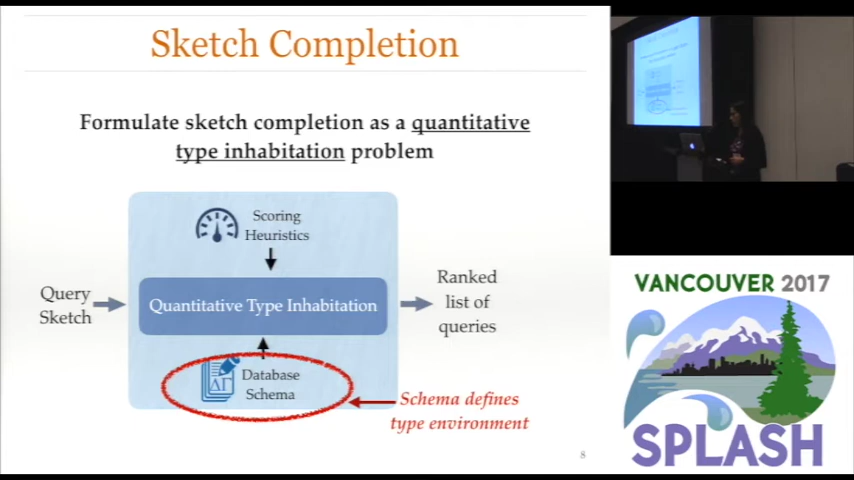 Sketch Completion
Formulate sketch completion as a quantitative
type inhabitation problem
Scoring
Heuristics
Query
Sketch
Quantitative Type Inhabitation
Ranked
list of
queries
ΔΓ
Database
Schema
Schema defines
type environment
8
VANCOUVER 2017
SPLASH